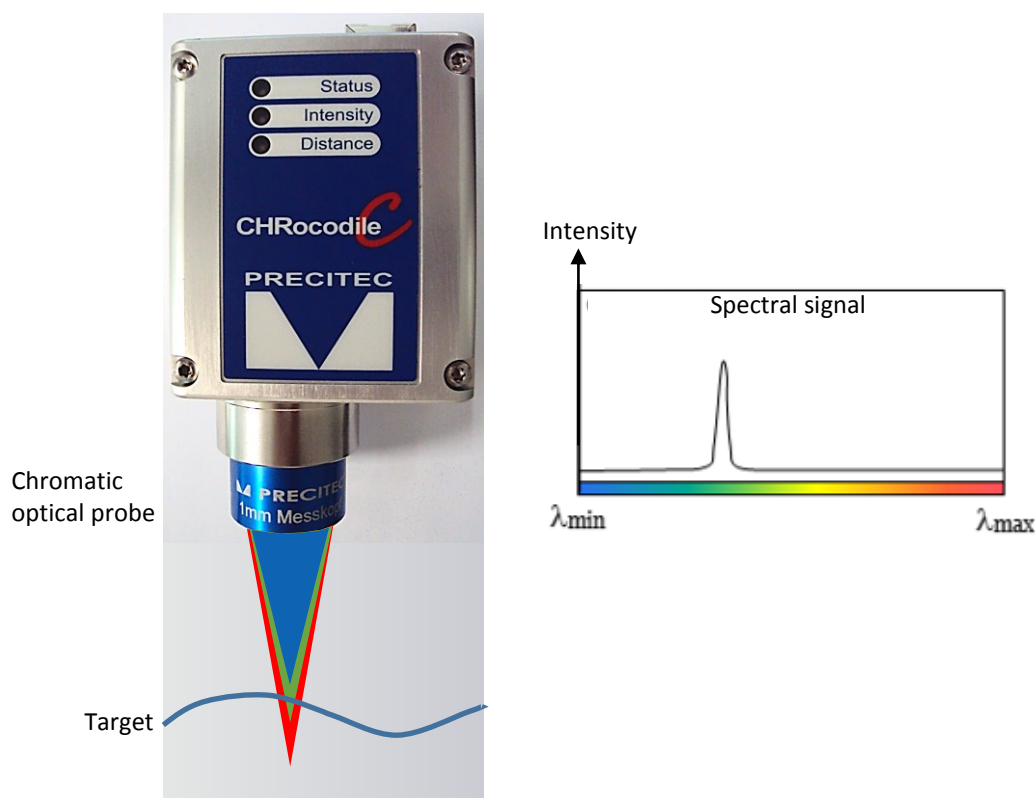 Status
Intensity
Distance
CHRocodile C
PRECITEC
PRECITEC
1mm Messkopf
Chromatic
optical probe
Target
Intensity
Spectral signal
λmin
λmax